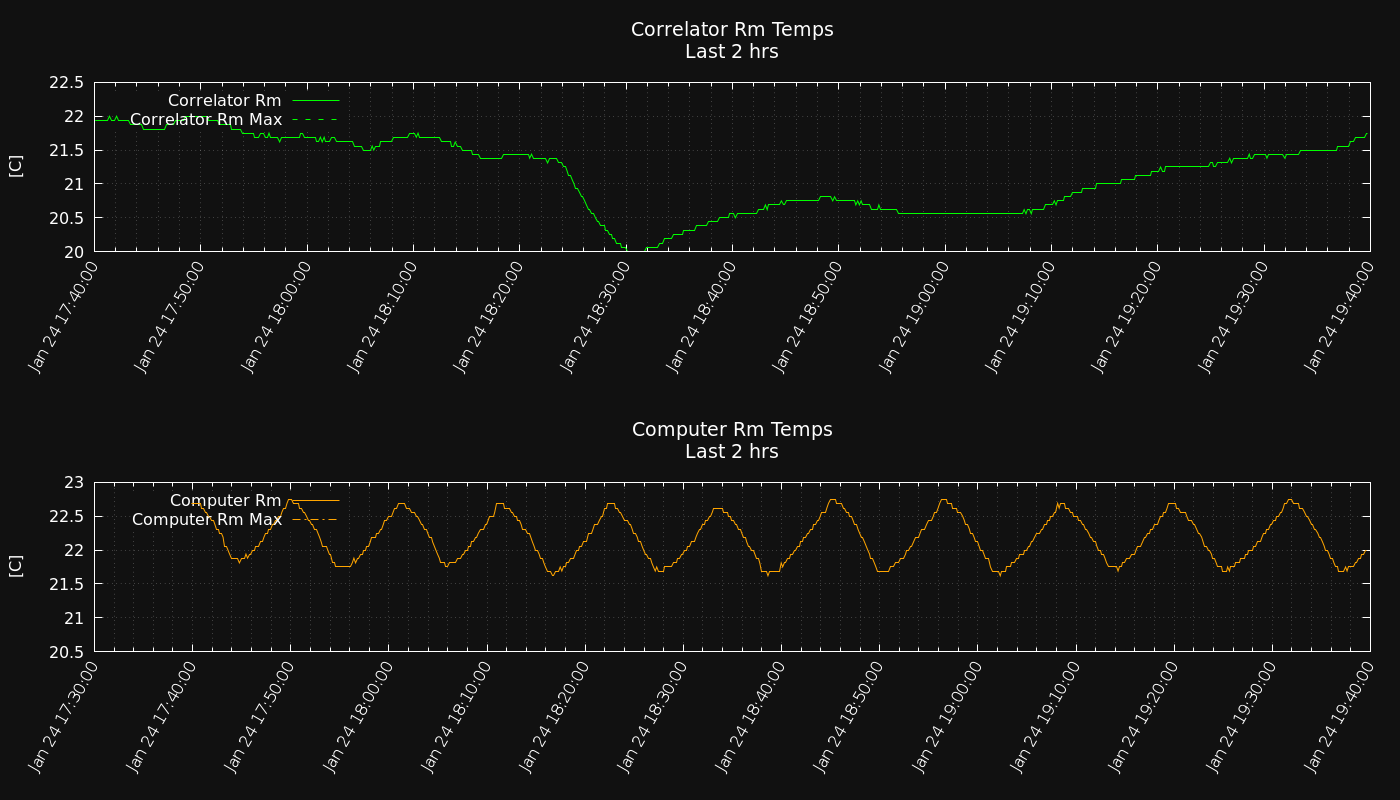 Correlator Rm Temps
Last 2 hrs
22.5
22
21.5
21
20.5
20
[C]
Correlator Rm
Correlator Rm Max
Jan 24 17:40:00
Jan 24 17:50:00
Jan 24 18:00:00
Jan 24 18:10:00
Jan 24 18:20:00
Jan 24 18:30:00
Jan 24 18:40:00
Jan 24 18:50:00
Jan 24 19:00:00
Jan 24 19:10:00
Jan 24 19:20:00
Jan 24 19:30:00
Jan 24 19:40:00
Computer Rm Temps
Last 2 hrs
23
22.5
22
21.5
21
20.5
[C]
Computer Rm
Computer Rm Max
Jan 24 17:30:00
Jan 24 17:40:00
Jan 24 17:50:00
Jan 24 18:00:00
Jan 24 18:10:00
Jan 24 18:20:00
Jan 24 18:30:00
Jan 24 18:40:00
Jan 24 18:50:00
Jan 24 19:00:00
Jan 24 19:10:00
Jan 24 19:20:00
Jan 24 19:30:00
Jan 24 19:40:00